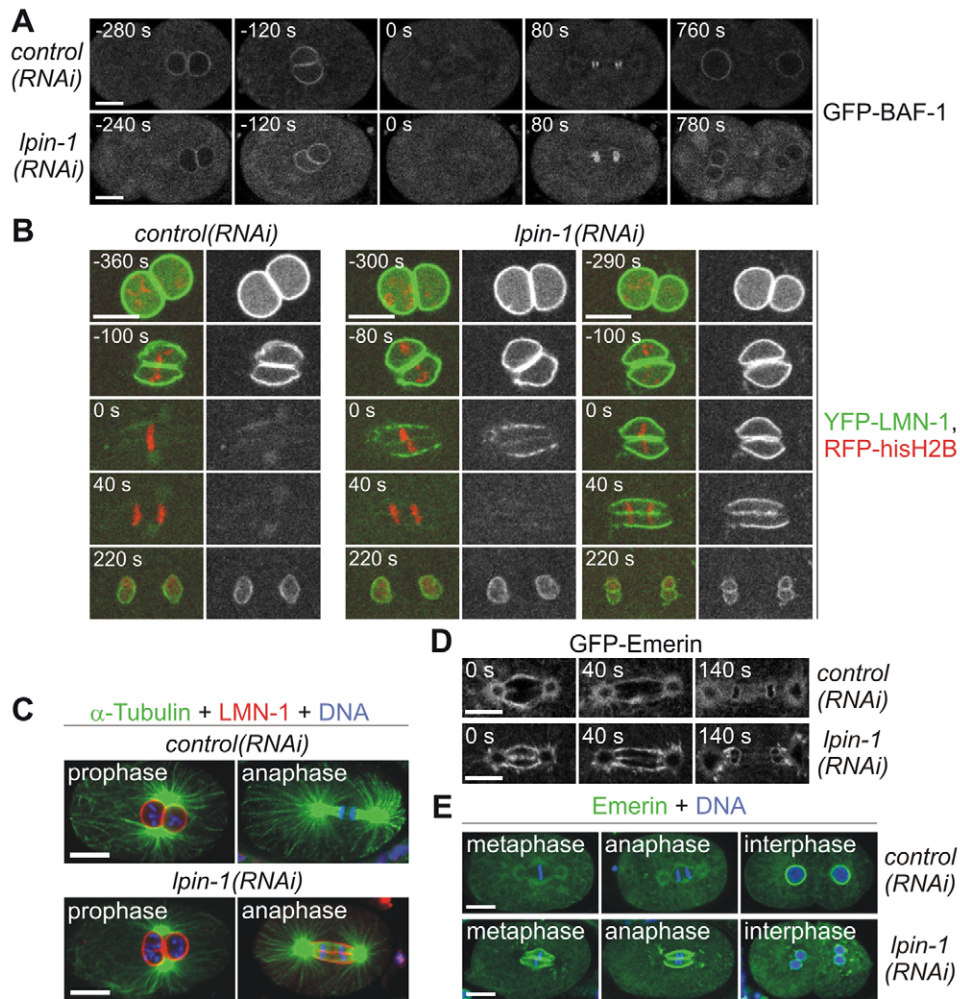 A
control
(RNAi)
-280 s
-120 s
0 s
80 s
760 s
lpin-1
(RNAi)
-240 s
-120 s
0 s
80 s
780 s
GFP-BAF-1
B
control(RNAi)
lpin-1(RNAi)
-360 s
-300 s
-290 s
-100 s
-80 s
-100 s
0 s
0 s
0 s
40 s
40 s
40 s
220 s
220 s
220 s
YFP-LMN-1,
RFP-hisH2B
C
α-Tubulin + LMN-1 + DNA
control(RNAi)
prophase
anaphase
lpin-1(RNAi)
prophase
anaphase
D
GFP-Emerin
0 s
40 s
140 s
control
(RNAi)
0 s
40 s
140 s
lpin-1
(RNAi)
E
Emerin + DNA
metaphase
anaphase
interphase
control
(RNAi)
metaphase
anaphase
interphase
lpin-1
(RNAi)